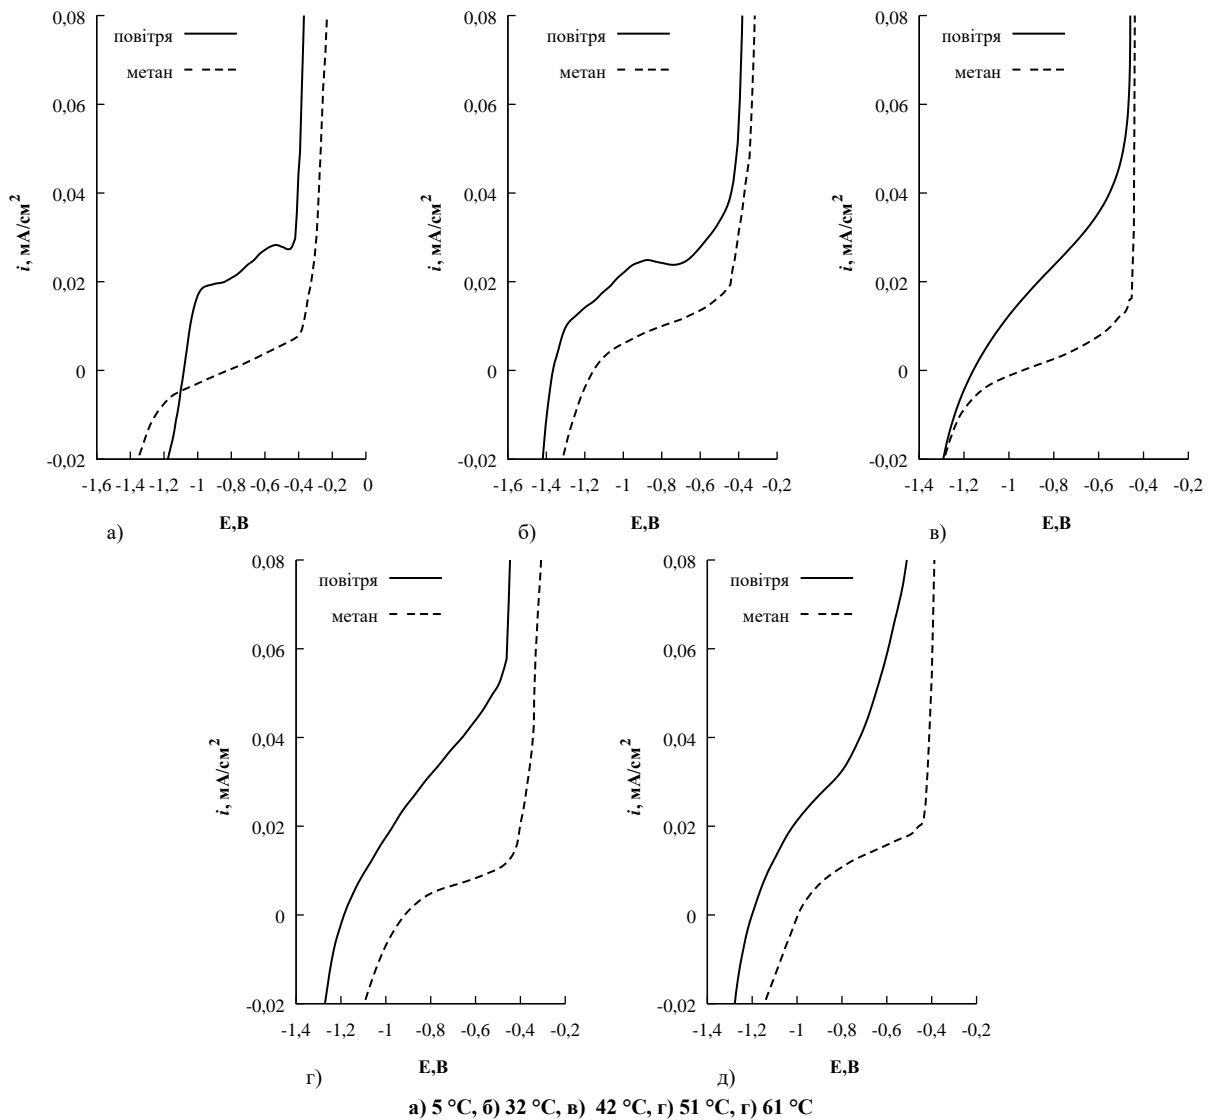 0,08
0,06
0,04
0,02
0
-0,02
повітря
метан
i, мА/см2
-1,6 -1,4 -1,2 -1 -0,8 -0,6 -0,4 -0,2 0
Е,В
а)
0,08
0,06
0,04
0,02
0
-0,02
повітря
метан
i, мА/см2
-1,6 -1,4 -1,2 -1 -0,8 -0,6 -0,4 -0,2
Е,В
б)
0,08
0,06
0,04
0,02
0
-0,02
повітря
метан
i, мА/см2
-1,4 -1,2 -1 -0,8 -0,6 -0,4 -0,2
Е,В
в)
0,08
0,06
0,04
0,02
0
-0,02
повітря
метан
i, мА/см2
-1,4 -1,2 -1 -0,8 -0,6 -0,4 -0,2
Е,В
г)
0,08
0,06
0,04
0,02
0
-0,02
повітря
метан
i, мА/см2
-1,4 -1,2 -1 -0,8 -0,6 -0,4 -0,2
Е,В
д)
а) 5 °С, б) 32 °С, в) 42 °С, г) 51 °С, г) 61 °С